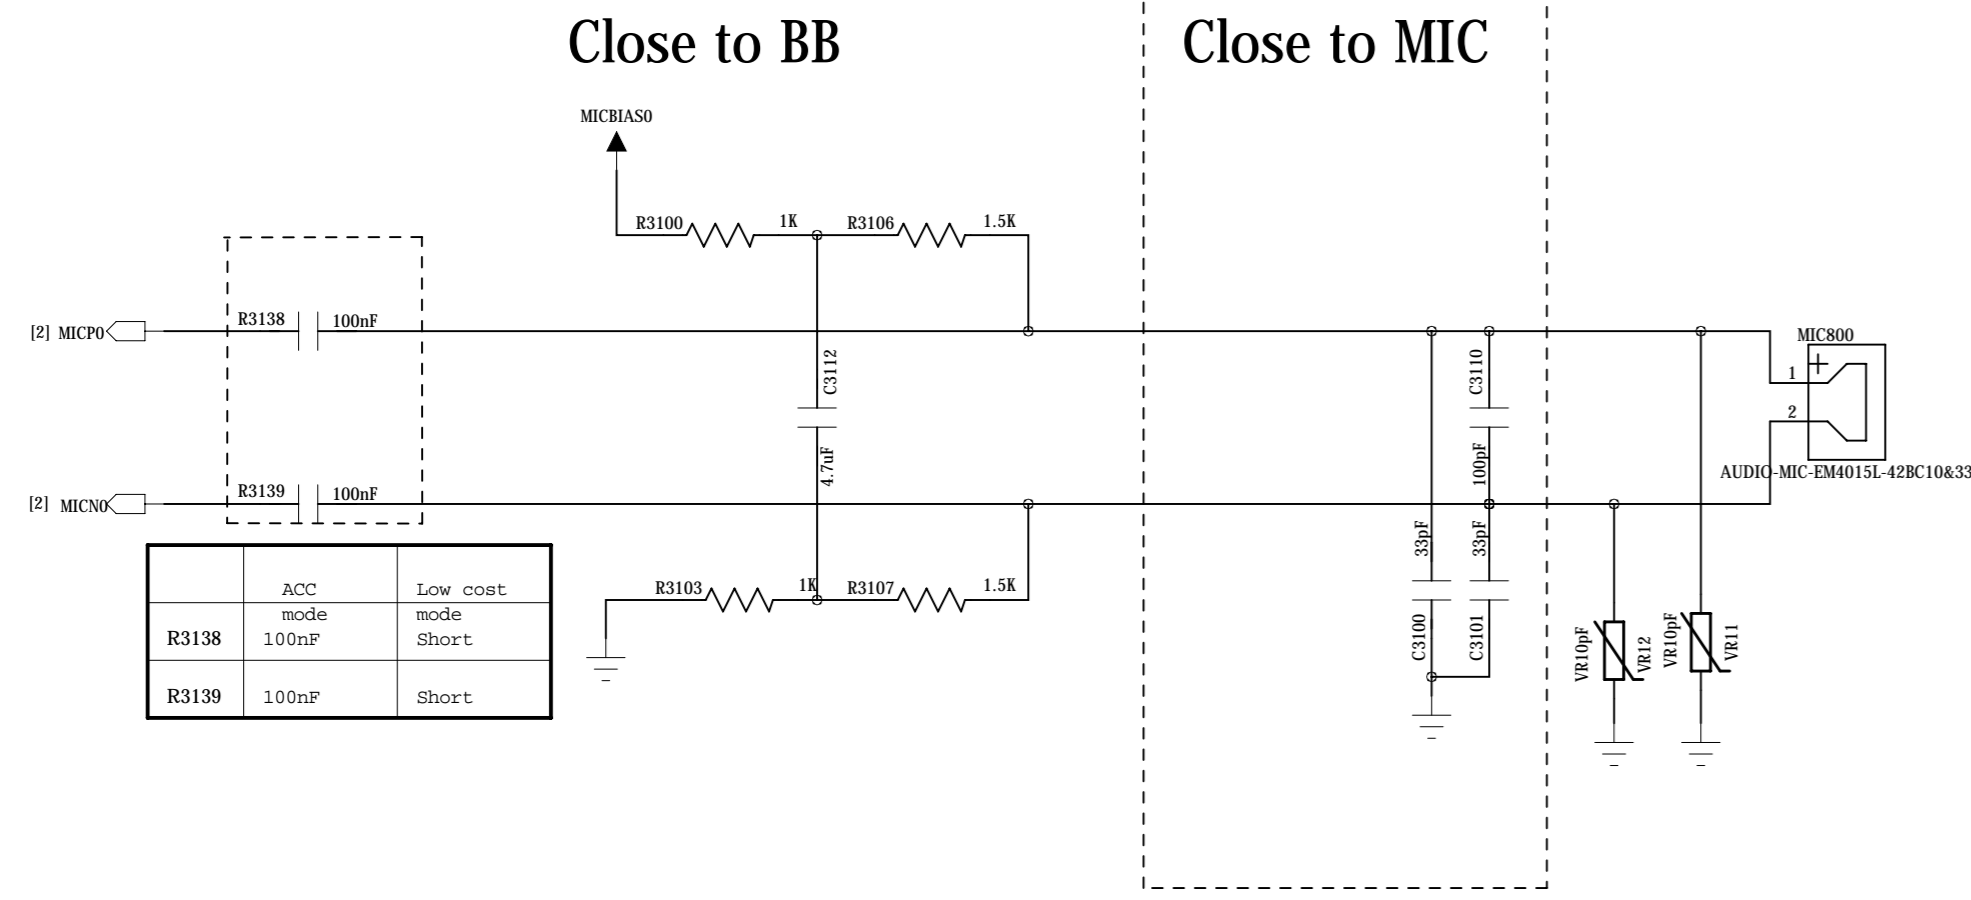 Close to BB
Close to MIC
MICBIAS0
R3100
1K
R3106
1.5K
R3138
100nF
[2] MICP0
C3112
4.7uF
C3110
100pF
MIC800
1
2
AUDIO-MIC-EM4015L-42BC10&33
R3139
100nF
[2] MICN0
33pF
33pF
C3100
C3101
R3103
1K
R3107
1.5K
VR10pF
VR12
VR10pF
VR11
ACC mode
Low cost mode
R3138
100nF
Short
R3139
100nF
Short